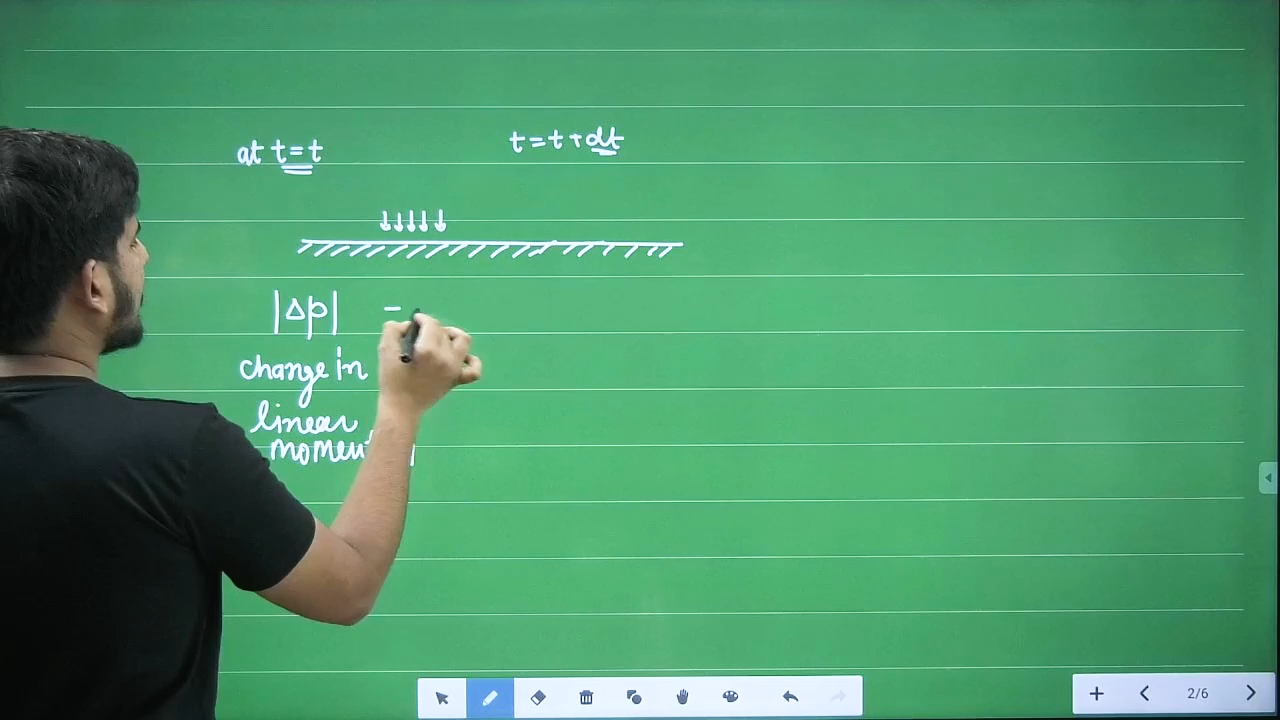 at t=t
t=t+dt
|Δp| =
change in
linear
2/6